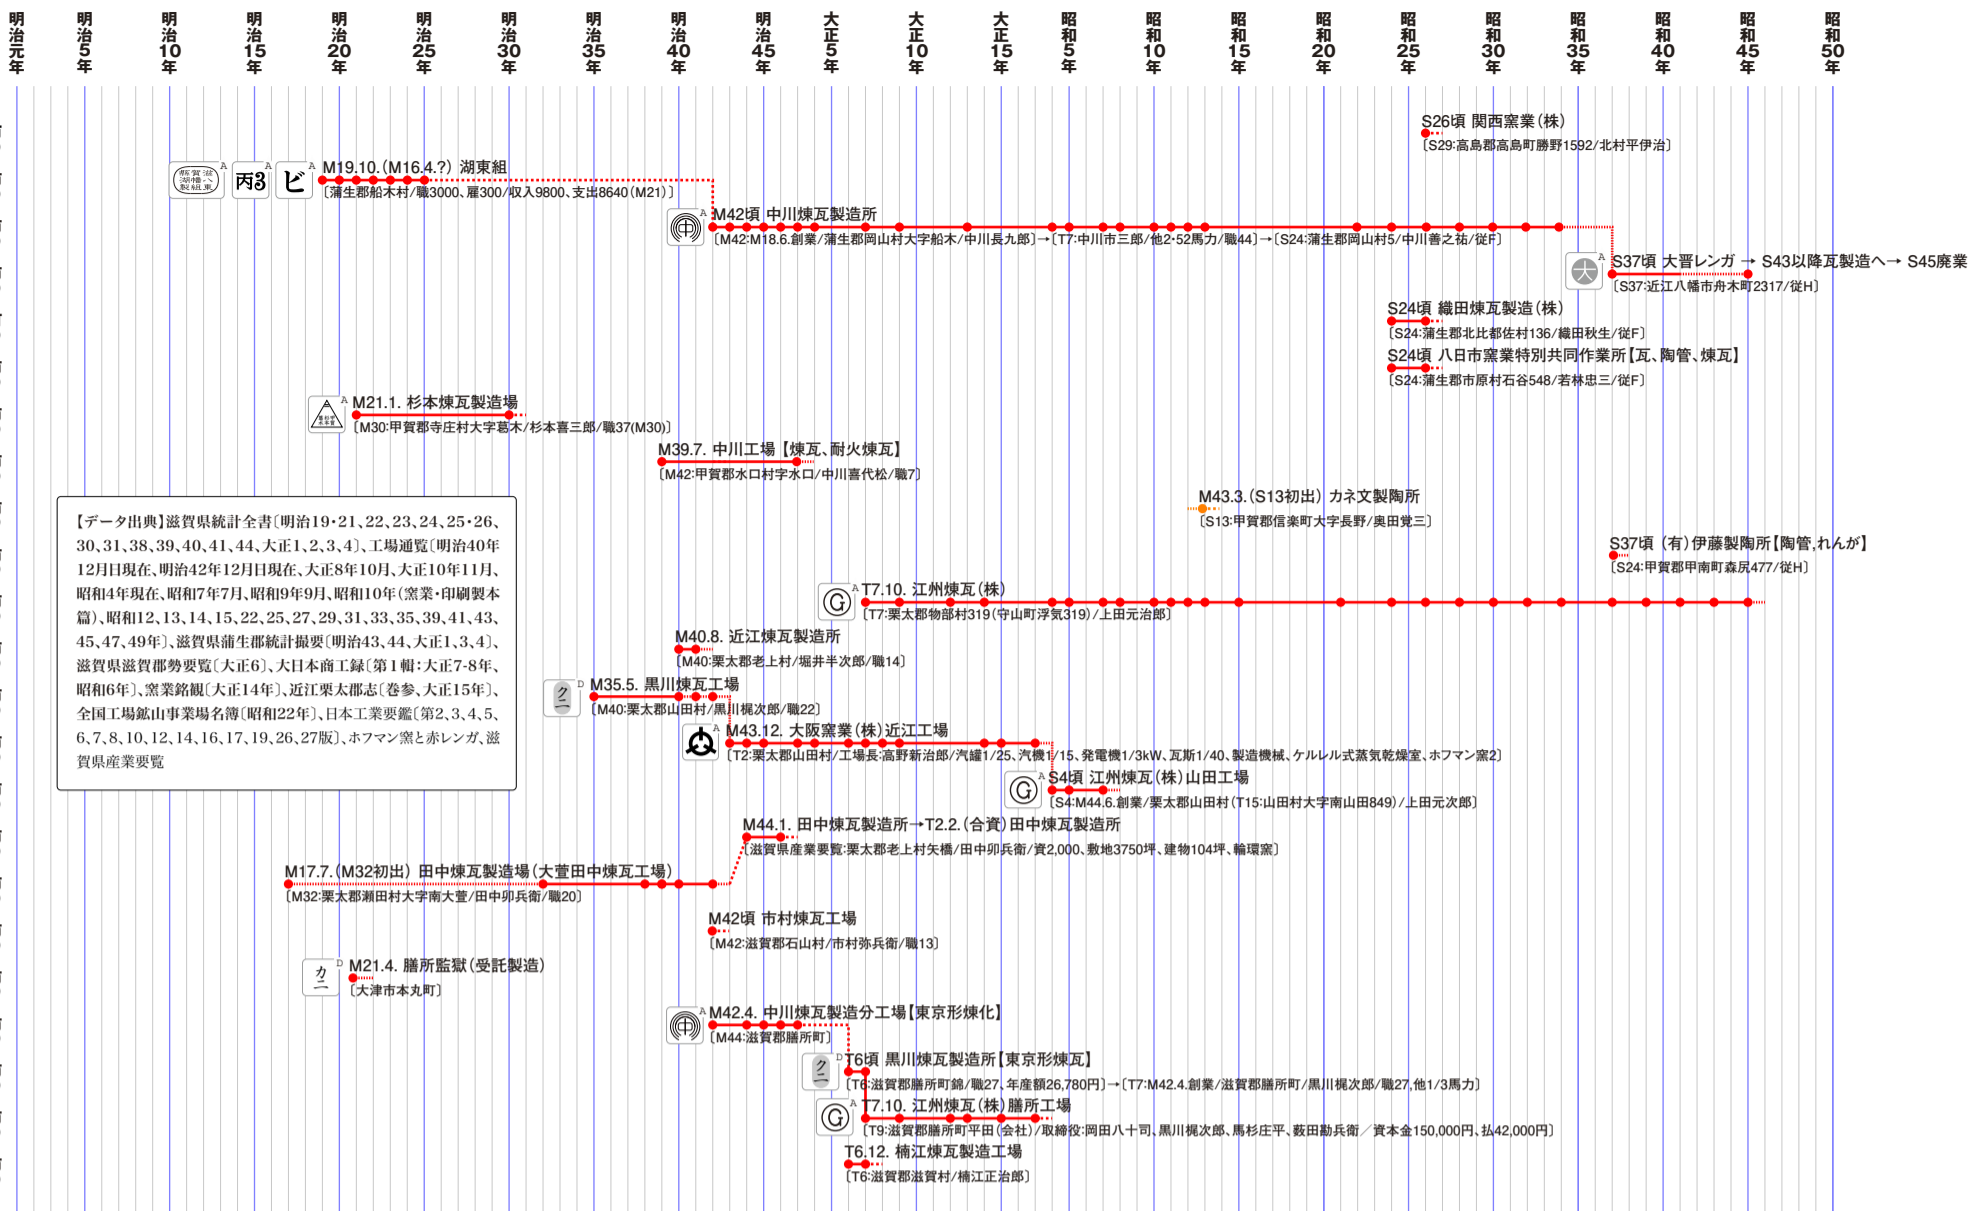 明治元年 明治5年 明治10年 明治15年 明治20年 明治25年 明治30年 明治35年 明治40年 明治45年 大正5年 大正10年 大正15年 昭和5年 昭和10年 昭和15年 昭和20年 昭和25年 昭和30年 昭和35年 昭和40年 昭和45年 昭和50年
S26頃 関西窯業(株)
〔S29:高島郡高島町勝野1592/北村平伊治〕
A 丙3 A ビ A
M19.10.(M16.4.?) 湖東組
〔蒲生郡船木村/職3000、雇300/収入9800、支出8640(M21)〕
中 A
M42頃 中川煉瓦製造所
〔M42:M18.6.創業/蒲生郡岡山村大字船木/中川長九郎〕→〔T7:中川市三郎/他2・52馬力/職44〕→〔S24:蒲生郡岡山村5/中川善之祐/従F〕
大 A
S37頃 大晋レンガ → S43以降瓦製造へ→ S45廃業
〔S37:近江八幡市舟木町2317/従H〕
S24頃 織田煉瓦製造(株)
〔S24:蒲生郡北比都佐村136/織田秋生/従F〕
S24頃 八日市窯業特別共同作業所【瓦、陶管、煉瓦】
〔S24:蒲生郡市原村石谷548/若林忠三/従F〕
A
M21.1. 杉本煉瓦製造場
〔M30:甲賀郡寺庄村大字葛木/杉本喜三郎/職37(M30)〕
M39.7. 中川工場【煉瓦、耐火煉瓦】
〔M42:甲賀郡水口村字水口/中川喜代松/職7〕
M43.3.(S13初出) カネ文製陶所
〔S13:甲賀郡信楽町大字長野/奥田覚三〕
S37頃 (有)伊藤製陶所【陶管,れんが】
〔S24:甲賀郡甲南町森尻477/従H〕
【データ出典】滋賀県統計全書〔明治19・21、22、23、24、25・26、
30、31、38、39、40、41、44、大正1、2、3、4〕、工場通覧〔明治40年
12月日現在、明治42年12月日現在、大正8年10月、大正10年11月、
昭和4年現在、昭和7年7月、昭和9年9月、昭和10年(窯業・印刷製本
篇)、昭和12、13、14、15、22、25、27、29、31、33、35、39、41、43、
45、47、49年〕、滋賀県蒲生郡統計撮要〔明治43、44、大正1、3、4〕、
滋賀県滋賀郡勢要覧〔大正6〕、大日本商工録〔第1輯:大正7-8年、
昭和6年〕、窯業銘観〔大正14年〕、近江栗太郡志〔巻参、大正15年〕、
全国工場鉱山事業場名簿〔昭和22年〕、日本工業要鑑〔第2、3、4、5、
6、7、8、10、12、14、16、17、19、26、27版〕、ホフマン窯と赤レンガ、滋
賀県産業要覧
G A
T7.10. 江州煉瓦(株)
〔T7:栗太郡物部村319(守山町浮気319)/上田元治郎〕
M40.8. 近江煉瓦製造所
〔M40:栗太郡老上村/堀井半次郎/職14〕
クニ D
M35.5. 黒川煉瓦工場
〔M40:栗太郡山田村/黒川梶次郎/職22〕
A
M43.12. 大阪窯業(株)近江工場
〔T2:栗太郡山田村/工場長:高野新治郎/汽罐1/25、汽機1/15、発電機1/3kW、瓦斯1/40、製造機械、ケルレル式蒸気乾燥室、ホフマン窯2〕
G A
S4頃 江州煉瓦(株)山田工場
〔S4:M44.6.創業/栗太郡山田村(T15:山田村大字南山田849)/上田元次郎〕
M44.1. 田中煉瓦製造所→T2.2.(合資)田中煉瓦製造所
〔滋賀県産業要覧:栗太郡老上村矢橋/田中卯兵衛/資2,000、敷地3750坪、建物104坪、輪環窯〕
M17.7.(M32初出) 田中煉瓦製造場(大萱田中煉瓦工場)
〔M32:栗太郡瀬田村大字南大萱/田中卯兵衛/職20〕
M42頃 市村煉瓦工場
〔M42:滋賀郡石山村/市村弥兵衛/職13〕
カニ D
M21.4. 膳所監獄(受託製造)
〔大津市本丸町〕
中 A
M42.4. 中川煉瓦製造分工場【東京形煉化】
〔M44:滋賀郡膳所町〕
クニ D
T6頃 黒川煉瓦製造所【東京形煉瓦】
〔T6:滋賀郡膳所町錦/職27、年産額26,780円〕→〔T7:M42.4.創業/滋賀郡膳所町/黒川梶次郎/職27,他1/3馬力〕
G A
T7.10. 江州煉瓦(株)膳所工場
〔T9:滋賀郡膳所町平田(会社)/取締役:岡田八十司、黒川梶次郎、馬杉庄平、薮田勘兵衛／資本金150,000円、払42,000円〕
T6.12. 楠江煉瓦製造工場
〔T6:滋賀郡滋賀村/楠江正治郎〕